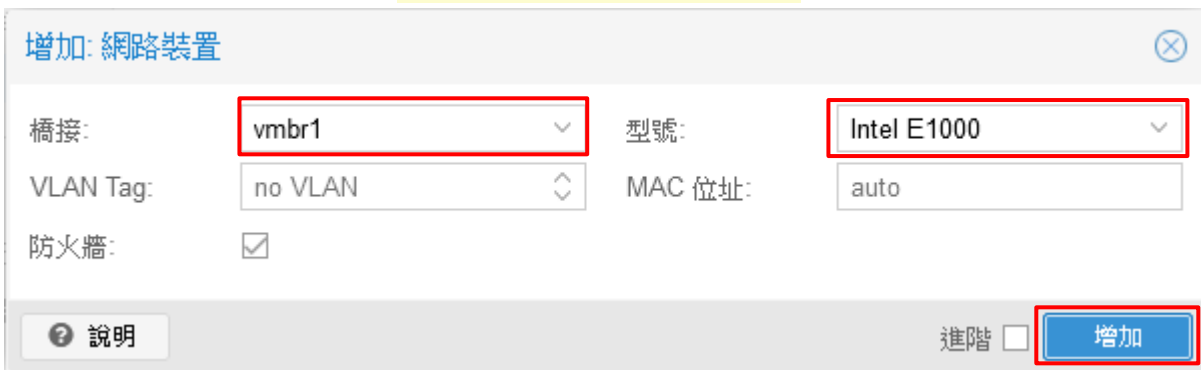 增加: 網路裝置
橋接: vmbr1 型號: Intel E1000
VLAN Tag: no VLAN MAC 位址: auto
防火牆:
說明 進階 增加